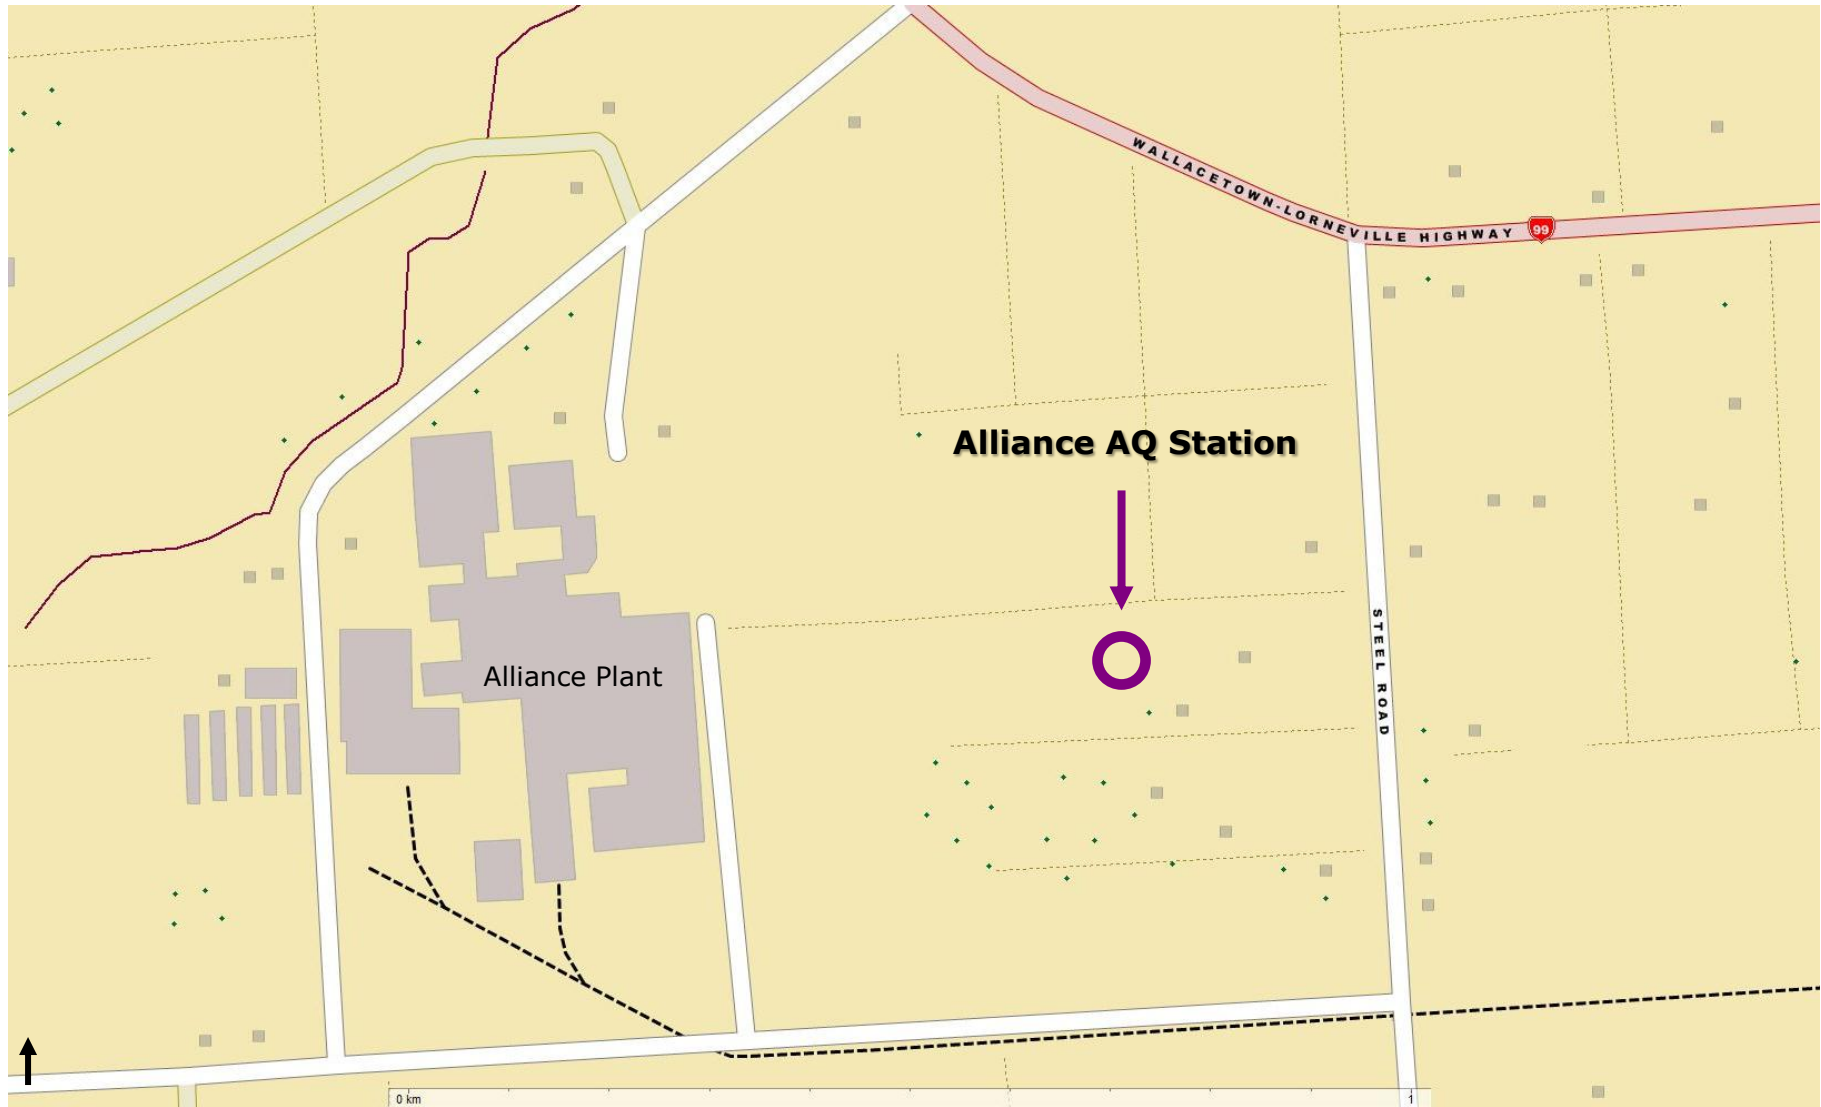 WALLACETOWN-LORNEVILLE HIGHWAY
99
Alliance AQ Station
STEEL ROAD
Alliance Plant
0 km
1